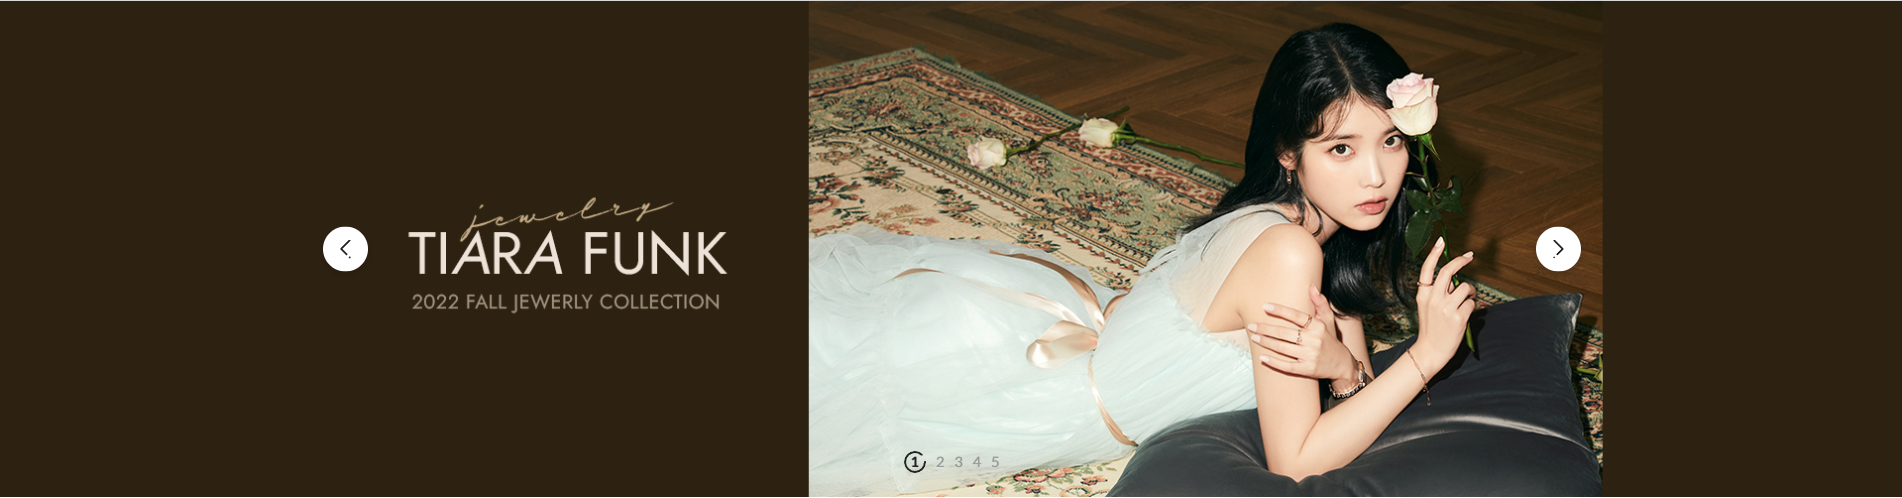 jewelry
TIARA FUNK
2022 FALL JEWERLY COLLECTION
1 2 3 4 5